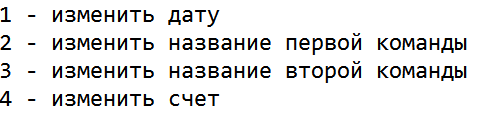 1 - изменить дату
2 - изменить название первой команды
3 - изменить название второй команды
4 - изменить счет